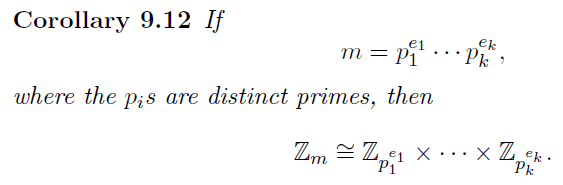 Corollary 9.12 If
m = p_1^{e_1} ⋯ p_k^{e_k},
where the p_i s are distinct primes, then
ℤ_m ≅ ℤ_{p_1^{e_1}} × ⋯ × ℤ_{p_k^{e_k}}.